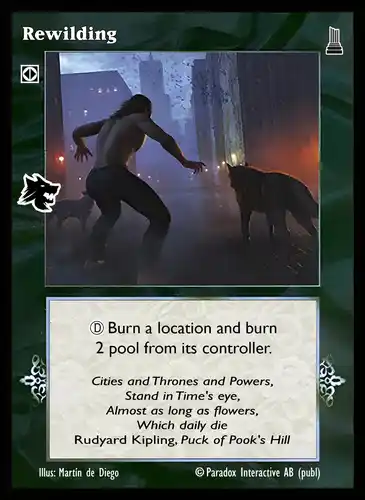 Rewilding
Ⓓ Burn a location and burn
2 pool from its controller.
Cities and Thrones and Powers,
Stand in Time's eye,
Almost as long as flowers,
Which daily die
Rudyard Kipling, Puck of Pook's Hill
Illus: Martín de Diego
© Paradox Interactive AB (publ)